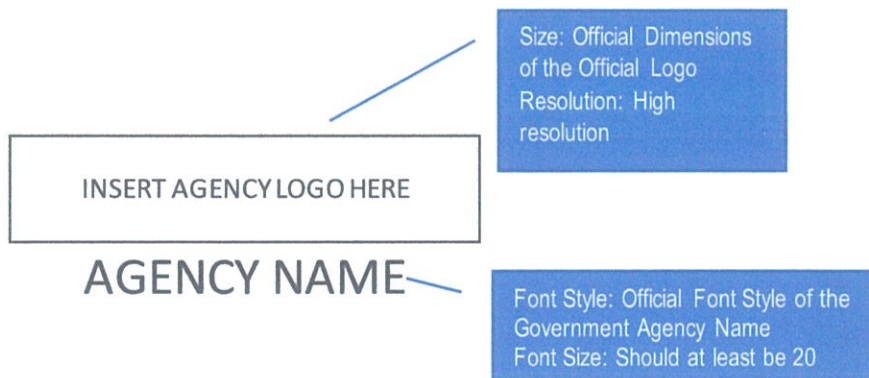 Size: Official Dimensions
of the Official Logo
Resolution: High
resolution
INSERT AGENCY LOGO HERE
AGENCY NAME
Font Style: Official Font Style of the
Government Agency Name
Font Size: Should at least be 20